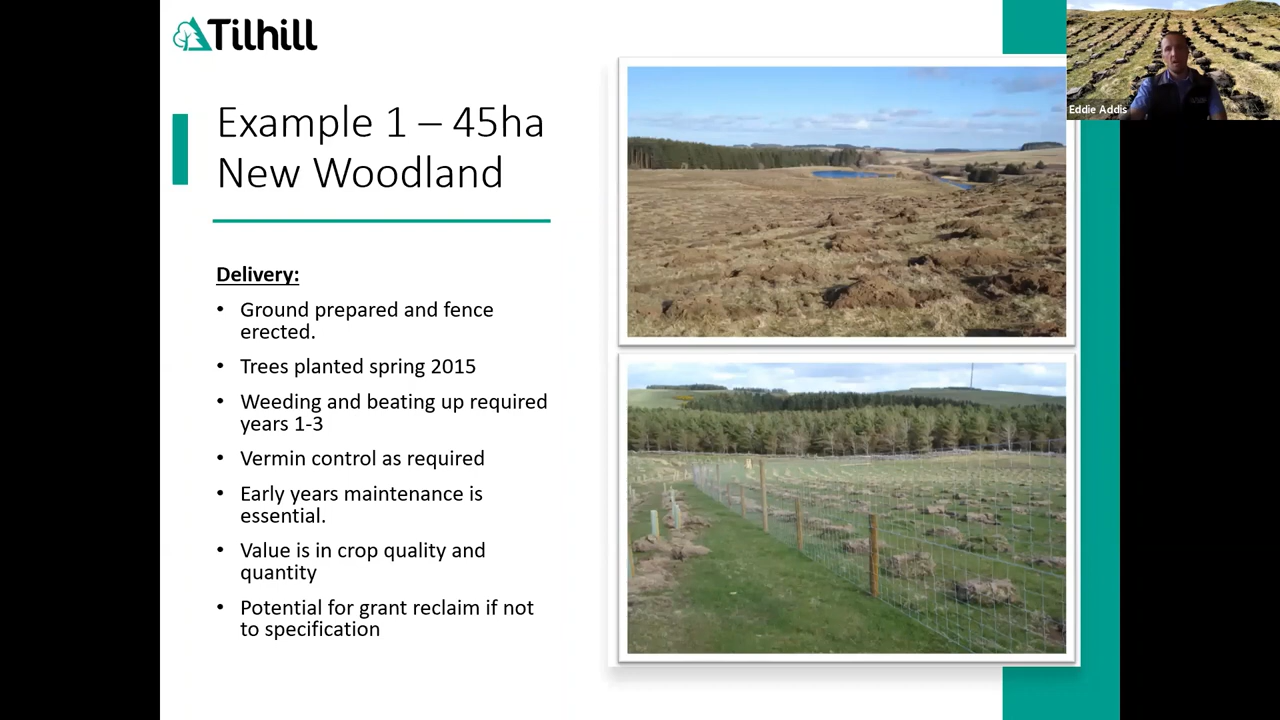 Tilhill
Eddie Addis
Example 1 – 45ha
New Woodland
Delivery:
• Ground prepared and fence
erected.
• Trees planted spring 2015
• Weeding and beating up required
years 1-3
• Vermin control as required
• Early years maintenance is
essential.
• Value is in crop quality and
quantity
• Potential for grant reclaim if not
to specification